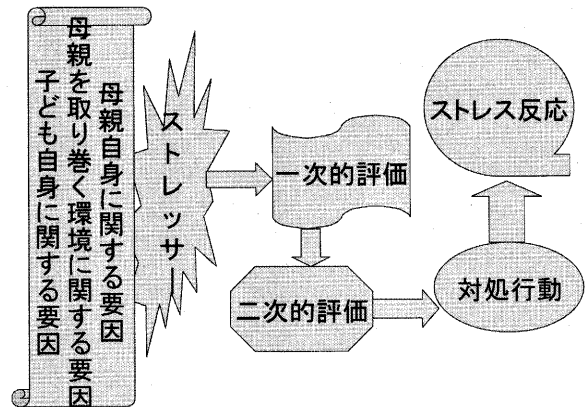 母親自身に関する要因
母親を取り巻く環境に関する要因
子ども自身に関する要因
ストレッサー
一次的評価
二次的評価
対処行動
ストレス反応